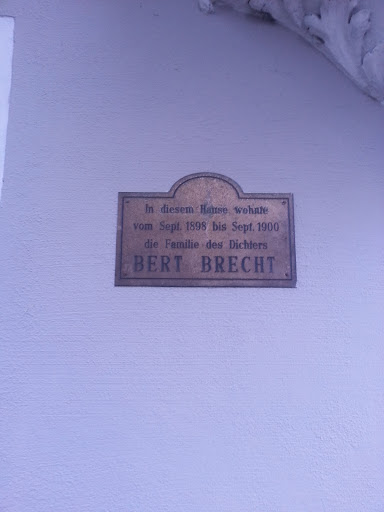 In diesem Hause wohnte
vom Sept. 1898 bis Sept. 1900
die Familie des Dichters
BERT BRECHT